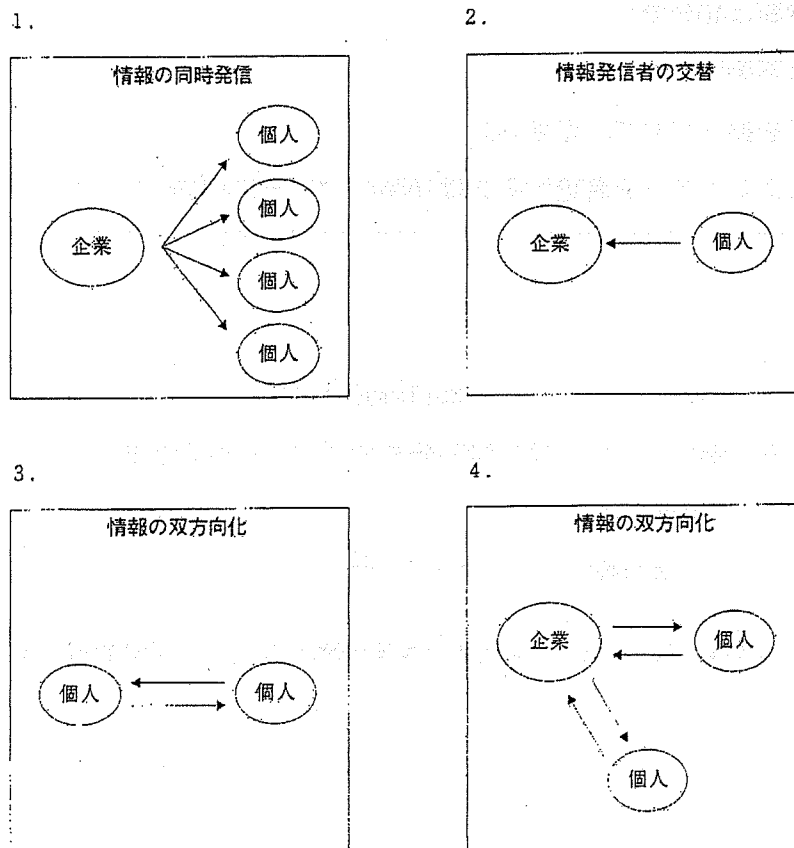 1.
情報の同時発信
個人
個人
企業
個人
個人
2.
情報発信者の交替
企業
個人
3.
情報の双方向化
個人
個人
4.
情報の双方向化
企業
個人
個人